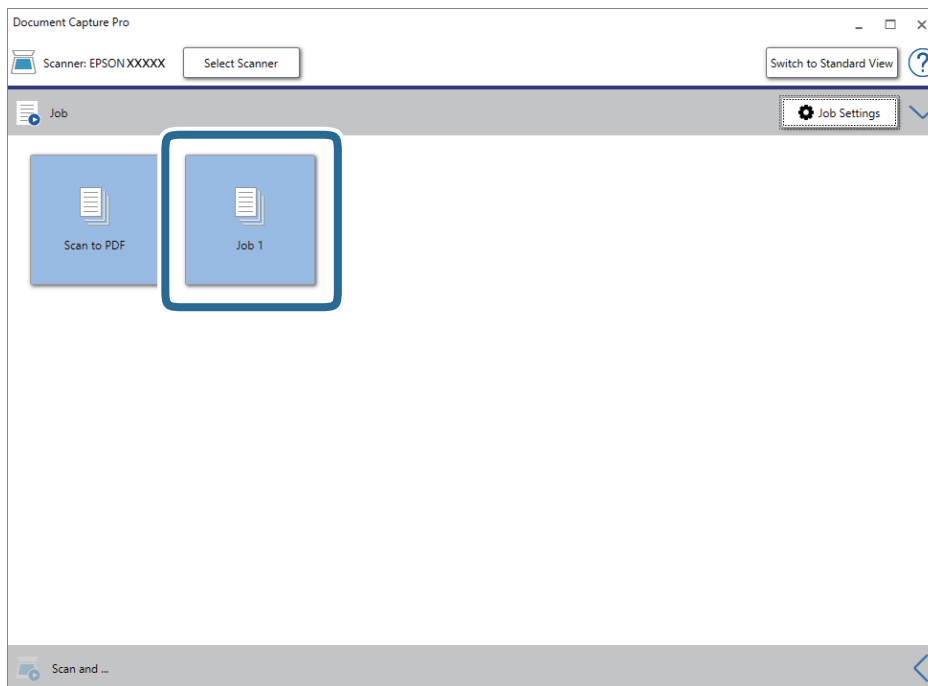 Document Capture Pro
Scanner: EPSON XXXXX Select Scanner Switch to Standard View ?
Job Job Settings
Scan to PDF Job 1
Scan and ...